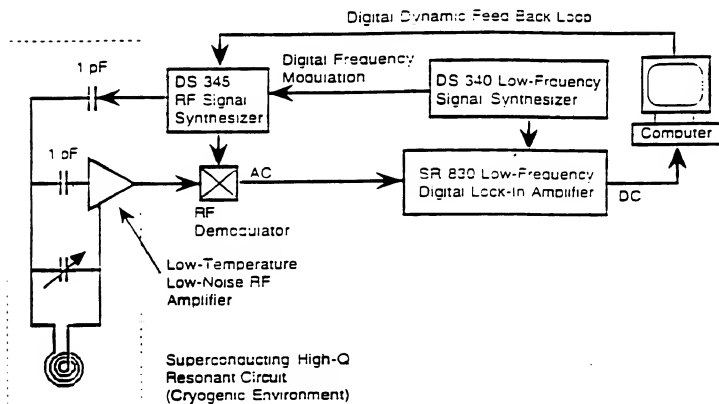 Digital Dynamic Feed Back Loop
1 pF
DS 345
RF Signal
Synthesizer
Digital Frequency
Modulation
DS 340 Low-Frquency
Signal Synthesizer
Computer
1 pF
AC
RF
Demodulator
SR 830 Low-Frequency
Digital Lock-In Amplifier
DC
Low-Temperature
Low-Noise RF
Amplifier
Superconducting High-Q
Resonant Circuit
(Cryogenic Environment)